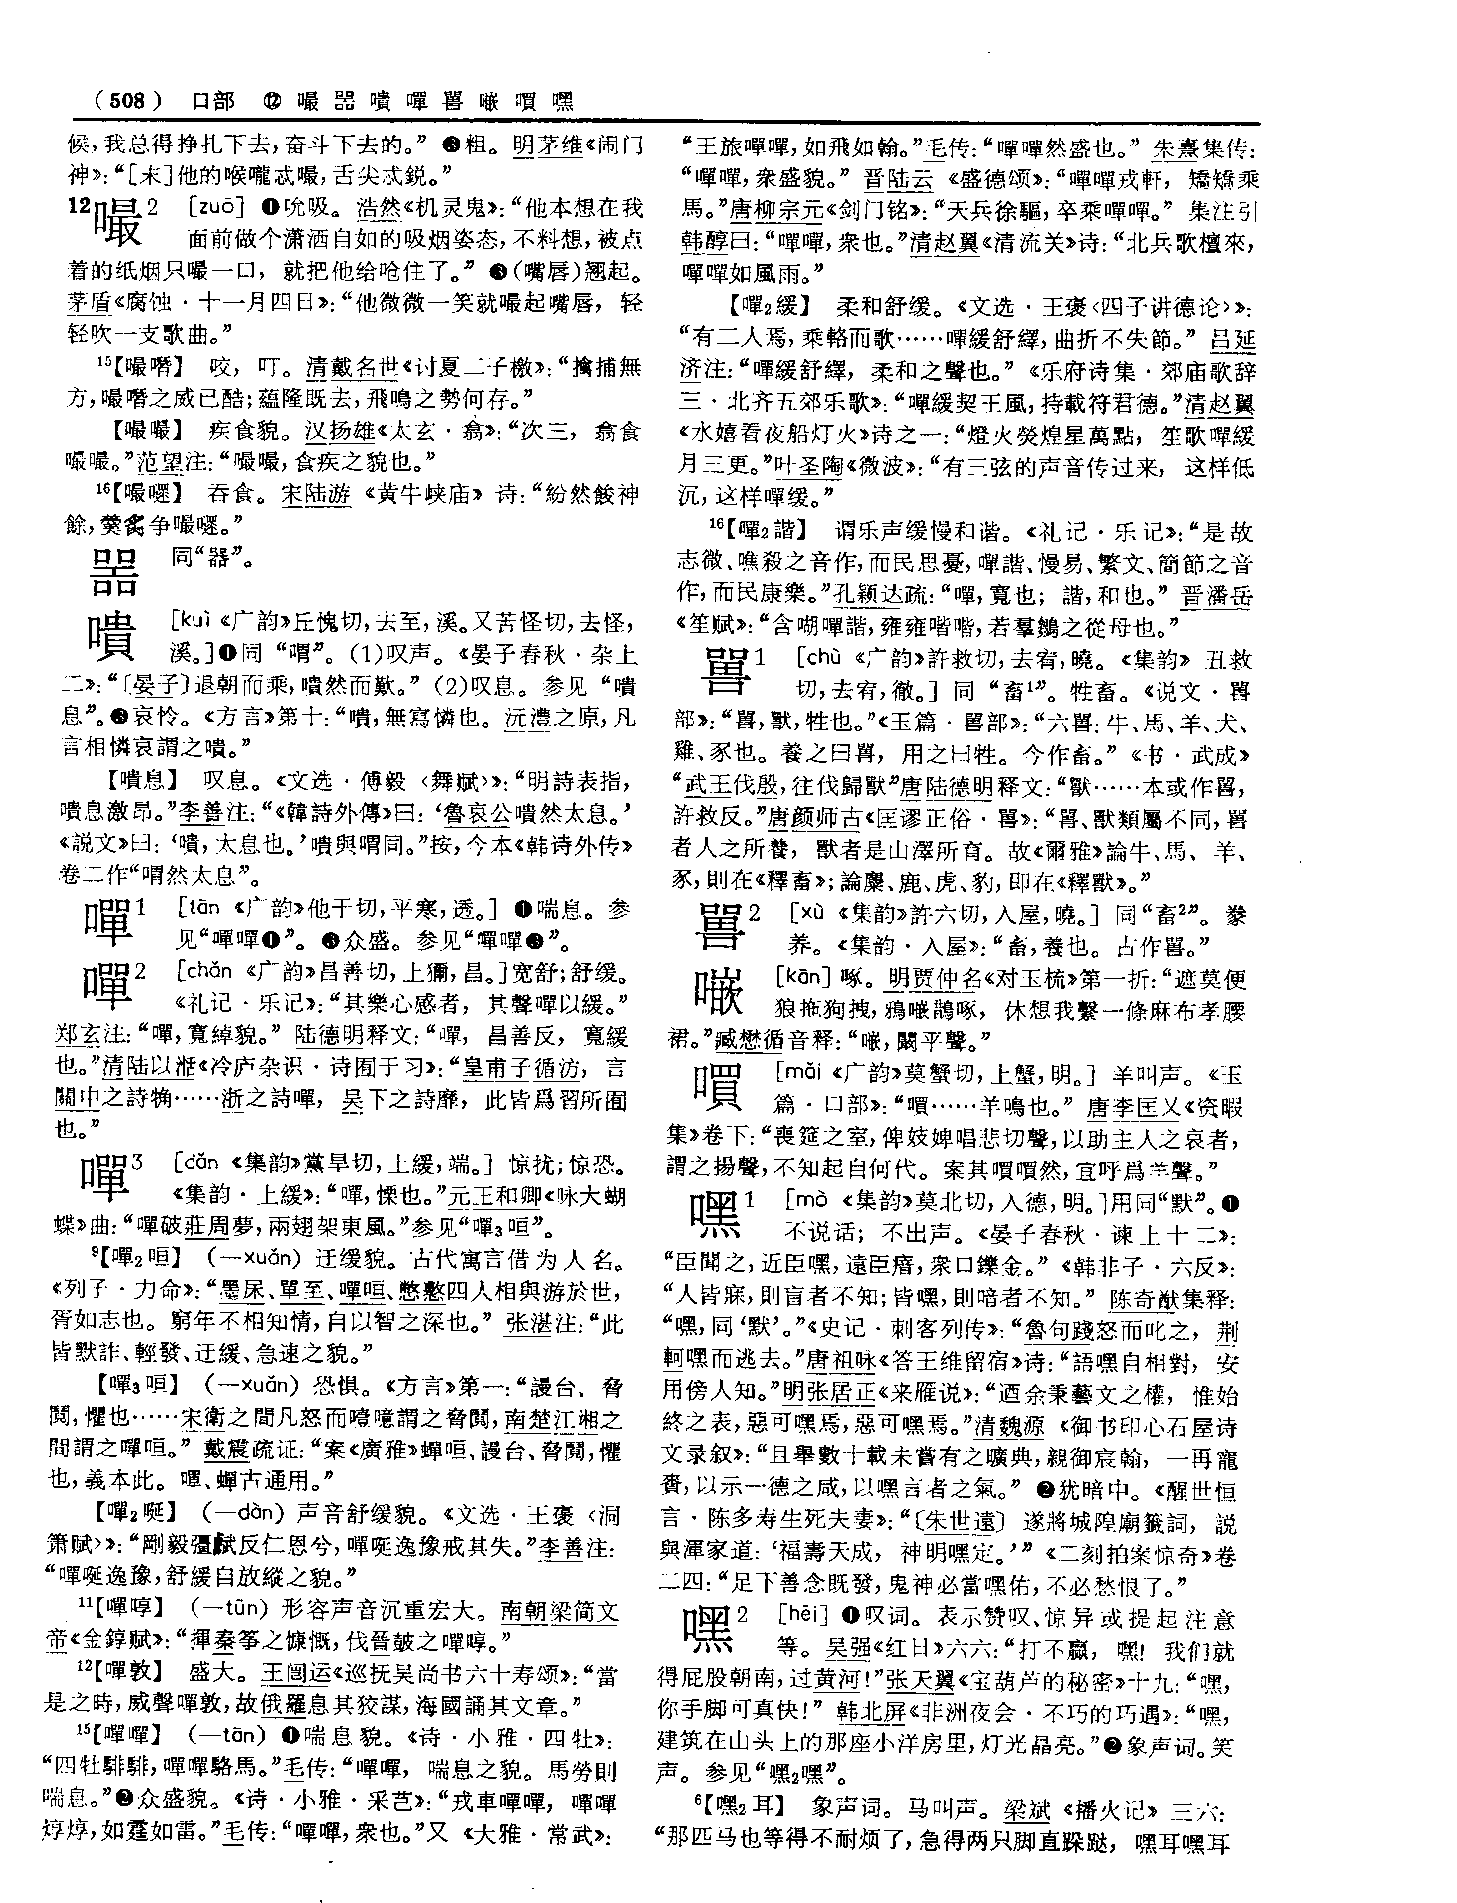 （508） 口部 ⑫ 嘬 噐 嘳 嘽 嘼 㘎 嘪 嘿
候，我总得挣扎下去，奋斗下去的。”❸粗。明茅维《闹门
神》：“［末］他的喉嚨忒嘬，舌尖忒鋭。”
12嘬2 ［zuō］❶吮吸。浩然《机灵鬼》：“他本想在我
面前做个潇洒自如的吸烟姿态，不料想，被点
着的纸烟只嘬一口，就把他给呛住了。”❸（嘴唇）翘起。
茅盾《腐蚀·十一月四日》：“他微微一笑就嘬起嘴唇，轻
轻吹一支歌曲。”
15【嘬噆】 咬，叮。清戴名世《讨夏二子檄》：“擒捕無
方，嘬噆之威已酷；蕴隆既去，飛鳴之勢何存。”
【嘬嘬】 疾食貌。汉扬雄《太玄·翕》：“次三，翕食
嘬嘬。”范望注：“嘬嘬，食疾之貌也。”
16【嘬嗯】 吞食。宋陆游《黄牛峡庙》诗：“紛然餕神
餘，羹炙争嘬。”
噐 同“器”。
嘳 ［kuì《广韵》丘愧切，去至，溪。又苦怪切，去怪，
溪。］❶同“喟”。（1）叹声。《晏子春秋·杂上
二》：“〔晏子〕退朝而乘，嘳然而歎。”（2）叹息。参见“嘳
息”。❸哀怜。《方言》第十：“嘳，無寫憐也。沅澧之原，凡
言相憐哀謂之嘳。”
【嘳息】 叹息。《文选·傅毅〈舞赋〉》：“明詩表指，
嘳息激昂。”李善注：“《韓詩外傳》曰：‘魯哀公嘳然太息。’
《説文》曰：‘嘳，太息也。’嘳與喟同。”按，今本《韩诗外传》
卷二作“喟然太息”。
嘽1 ［tān《广韵》他干切，平寒，透。］❶喘息。参
见“嘽嘽❶”。❸众盛。参见“嘽嘽❸”。
嘽2 ［chǎn《广韵》昌善切，上獮，昌。］宽舒；舒缓。
《礼记·乐记》：“其樂心感者，其聲嘽以緩。”
郑玄注：“嘽，寬綽貌。”陆德明释文：“嘽，昌善反，寬緩
也。”清陆以湉《冷庐杂识·诗囿于习》：“皇甫子循汸，言
關中之詩觕……浙之詩嘽，吴下之詩靡，此皆爲習所囿
也。”
嘽3 ［dǎn《集韵》黨旱切，上緩，端。］惊扰；惊恐。
《集韵·上緩》：“嘽，慄也。”元王和卿《咏大蝴
蝶》曲：“嘽破莊周夢，兩翅架東風。”参见“嘽3咺”。
9【嘽2咺】（—xuǎn）迂缓貌。古代寓言借为人名。
《列子·力命》：“墨尿、單至、嘽咺、憋懯四人相與游於世，
胥如志也。窮年不相知情，自以智之深也。”张湛注：“此
皆默詐、輕發、迂緩、急速之貌。”
【嘽3咺】（—xuǎn）恐惧。《方言》第一：“謾台、脅
鬩，懼也……宋衛之間凡怒而噎噫謂之脅鬩，南楚江湘之
間謂之嘽咺。”戴震疏证：“案《廣雅》蟬咺、謾台、脅鬩，懼
也，義本此。嘽、蟬古通用。”
【嘽2唌】（—dàn）声音舒缓貌。《文选·王褒〈洞
箫赋〉》：“剛毅彊虣反仁恩兮，嘽唌逸豫戒其失。”李善注：
“嘽唌逸豫，舒緩自放縱之貌。”
11【嘽啍】（—tūn）形容声音沉重宏大。南朝梁简文
帝《金錞赋》：“揮秦筝之慷慨，伐晉皷之嘽啍。”
12【嘽敦】 盛大。王闿运《巡抚吴尚书六十寿颂》：“當
是之時，威聲嘽敦，故俄羅息其狡謀，海國誦其文章。”
15【嘽嘽】（—tān）❶喘息貌。《诗·小雅·四牡》：
“四牡騑騑，嘽嘽駱馬。”毛传：“嘽嘽，喘息之貌。馬勞則
喘息。”❷众盛貌。《诗·小雅·采芑》：“戎車嘽嘽，嘽嘽
焞焞，如霆如雷。”毛传：“嘽嘽，衆也。”又《大雅·常武》：
“王旅嘽嘽，如飛如翰。”毛传：“嘽嘽然盛也。”朱熹集传：
“嘽嘽，衆盛貌。”晋陆云《盛德颂》：“嘽嘽戎軒，矯矯乘
馬。”唐柳宗元《剑门铭》：“天兵徐驅，卒乘嘽嘽。”集注引
韩醇曰：“嘽嘽，衆也。”清赵翼《清流关》诗：“北兵歌檀來，
嘽嘽如風雨。”
【嘽2緩】 柔和舒缓。《文选·王褒〈四子讲德论〉》：
“有二人焉，乘輅而歌……嘽緩舒繹，曲折不失節。”吕延
济注：“嘽緩舒繹，柔和之聲也。”《乐府诗集·郊庙歌辞
三·北齐五郊乐歌》：“嘽緩契王風，持載符君德。”清赵翼
《水嬉看夜船灯火》诗之一：“燈火熒煌星萬點，笙歌嘽緩
月三更。”叶圣陶《微波》：“有三弦的声音传过来，这样低
沉，这样嘽缓。”
16【嘽2諧】 谓乐声缓慢和谐。《礼记·乐记》：“是故
志微、噍殺之音作，而民思憂，嘽諧、慢易、繁文、簡節之音
作，而民康樂。”孔颖达疏：“嘽，寬也；諧，和也。”晋潘岳
《笙赋》：“含㗅嘽諧，雍雍喈喈，若羣鶵之從母也。”
嘼1 ［chù《广韵》許救切，去宥，曉。《集韵》丑救
切，去宥，徹。］同“畜1”。牲畜。《说文·嘼
部》：“嘼，㹌，牲也。”《玉篇·嘼部》：“六嘼：牛、馬、羊、犬、
雞、豕也。養之曰嘼，用之曰牲。今作畜。”《书·武成》
“武王伐殷，往伐歸獸”唐陆德明释文：“獸……本或作嘼，
許救反。”唐颜师古《匡谬正俗·嘼》：“嘼、獸類屬不同，嘼
者人之所養，獸者是山澤所育。故《爾雅》論牛、馬、羊、
豕，則在《釋畜》；論麋、鹿、虎、豹，即在《釋獸》。”
嘼2 ［xù《集韵》許六切，入屋，曉。］同“畜2”。豢
养。《集韵·入屋》：“畜，養也。古作嘼。”
㘎 ［kān］啄。明贾仲名《对玉梳》第一折：“遮莫便
狼拖狗拽，鴉㘎鵲啄，休想我繫一條麻布孝腰
裙。”臧懋循音释：“㘎，闞平聲。”
嘪 ［mǎi《广韵》莫蟹切，上蟹，明。］羊叫声。《玉
篇·口部》：“嘪……羊鳴也。”唐李匡乂《资暇
集》卷下：“喪筵之室，俾妓婢唱悲切聲，以助主人之哀者，
謂之揚聲，不知起自何代。案其嘪嘪然，宜呼爲羊聲。”
嘿1 ［mò《集韵》莫北切，入德，明。］用同“默”。❶
不说话；不出声。《晏子春秋·谏上十二》：
“臣聞之，近臣嘿，遠臣瘖，衆口鑠金。”《韩非子·六反》：
“人皆寐，則盲者不知；皆嘿，則喑者不知。”陈奇猷集释：
“嘿，同‘默’。”《史记·刺客列传》：“魯句踐怒而叱之，荆
軻嘿而逃去。”唐祖咏《答王维留宿》诗：“語嘿自相對，安
用傍人知。”明张居正《来雁说》：“迺余秉藝文之權，惟始
終之表，惡可嘿焉，惡可嘿焉。”清魏源《御书印心石屋诗
文录叙》：“且舉數十載未嘗有之曠典，親御宸翰，一再寵
賚，以示一德之咸，以嘿言者之氣。”❷犹暗中。《醒世恒
言·陈多寿生死夫妻》：“〔朱世遠〕遂將城隍廟籤詞，説
與渾家道：‘福壽天成，神明嘿定。’”《二刻拍案惊奇》卷
二四：“足下善念既發，鬼神必當嘿佑，不必愁恨了。”
嘿2 ［hēi］❶叹词。表示赞叹、惊异或提起注意
等。吴强《红日》六六：“打不赢，嘿！我们就
得屁股朝南，过黄河！”张天翼《宝葫芦的秘密》十九：“嘿，
你手脚可真快！”韩北屏《非洲夜会·不巧的巧遇》：“嘿，
建筑在山头上的那座小洋房里，灯光晶亮。”❷象声词。笑
声。参见“嘿2嘿”。
6【嘿2耳】 象声词。马叫声。梁斌《播火记》三六：
“那匹马也等得不耐烦了，急得两只脚直跺跶，嘿耳嘿耳